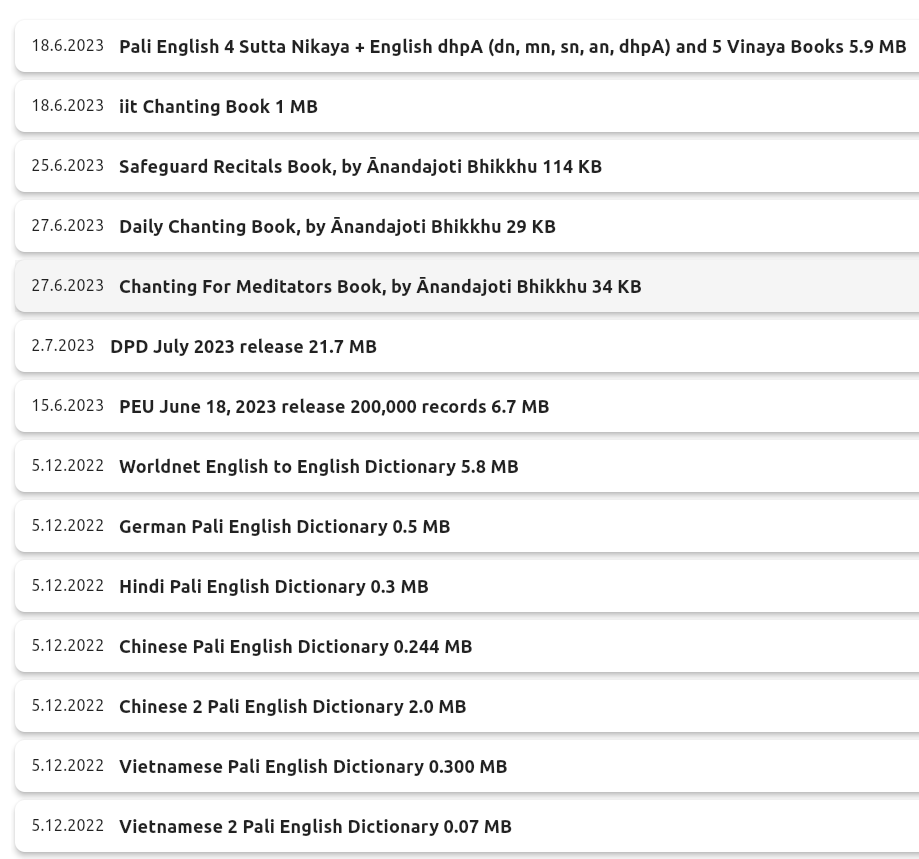 18.6.2023 Pali English 4 Sutta Nikaya + English dhpA (dn, mn, sn, an, dhpA) and 5 Vinaya Books 5.9 MB
18.6.2023 iit Chanting Book 1 MB
25.6.2023 Safeguard Recitals Book, by Ānandajoti Bhikkhu 114 KB
27.6.2023 Daily Chanting Book, by Ānandajoti Bhikkhu 29 KB
27.6.2023 Chanting For Meditators Book, by Ānandajoti Bhikkhu 34 KB
2.7.2023 DPD July 2023 release 21.7 MB
15.6.2023 PEU June 18, 2023 release 200,000 records 6.7 MB
5.12.2022 Worldnet English to English Dictionary 5.8 MB
5.12.2022 German Pali English Dictionary 0.5 MB
5.12.2022 Hindi Pali English Dictionary 0.3 MB
5.12.2022 Chinese Pali English Dictionary 0.244 MB
5.12.2022 Chinese 2 Pali English Dictionary 2.0 MB
5.12.2022 Vietnamese Pali English Dictionary 0.300 MB
5.12.2022 Vietnamese 2 Pali English Dictionary 0.07 MB